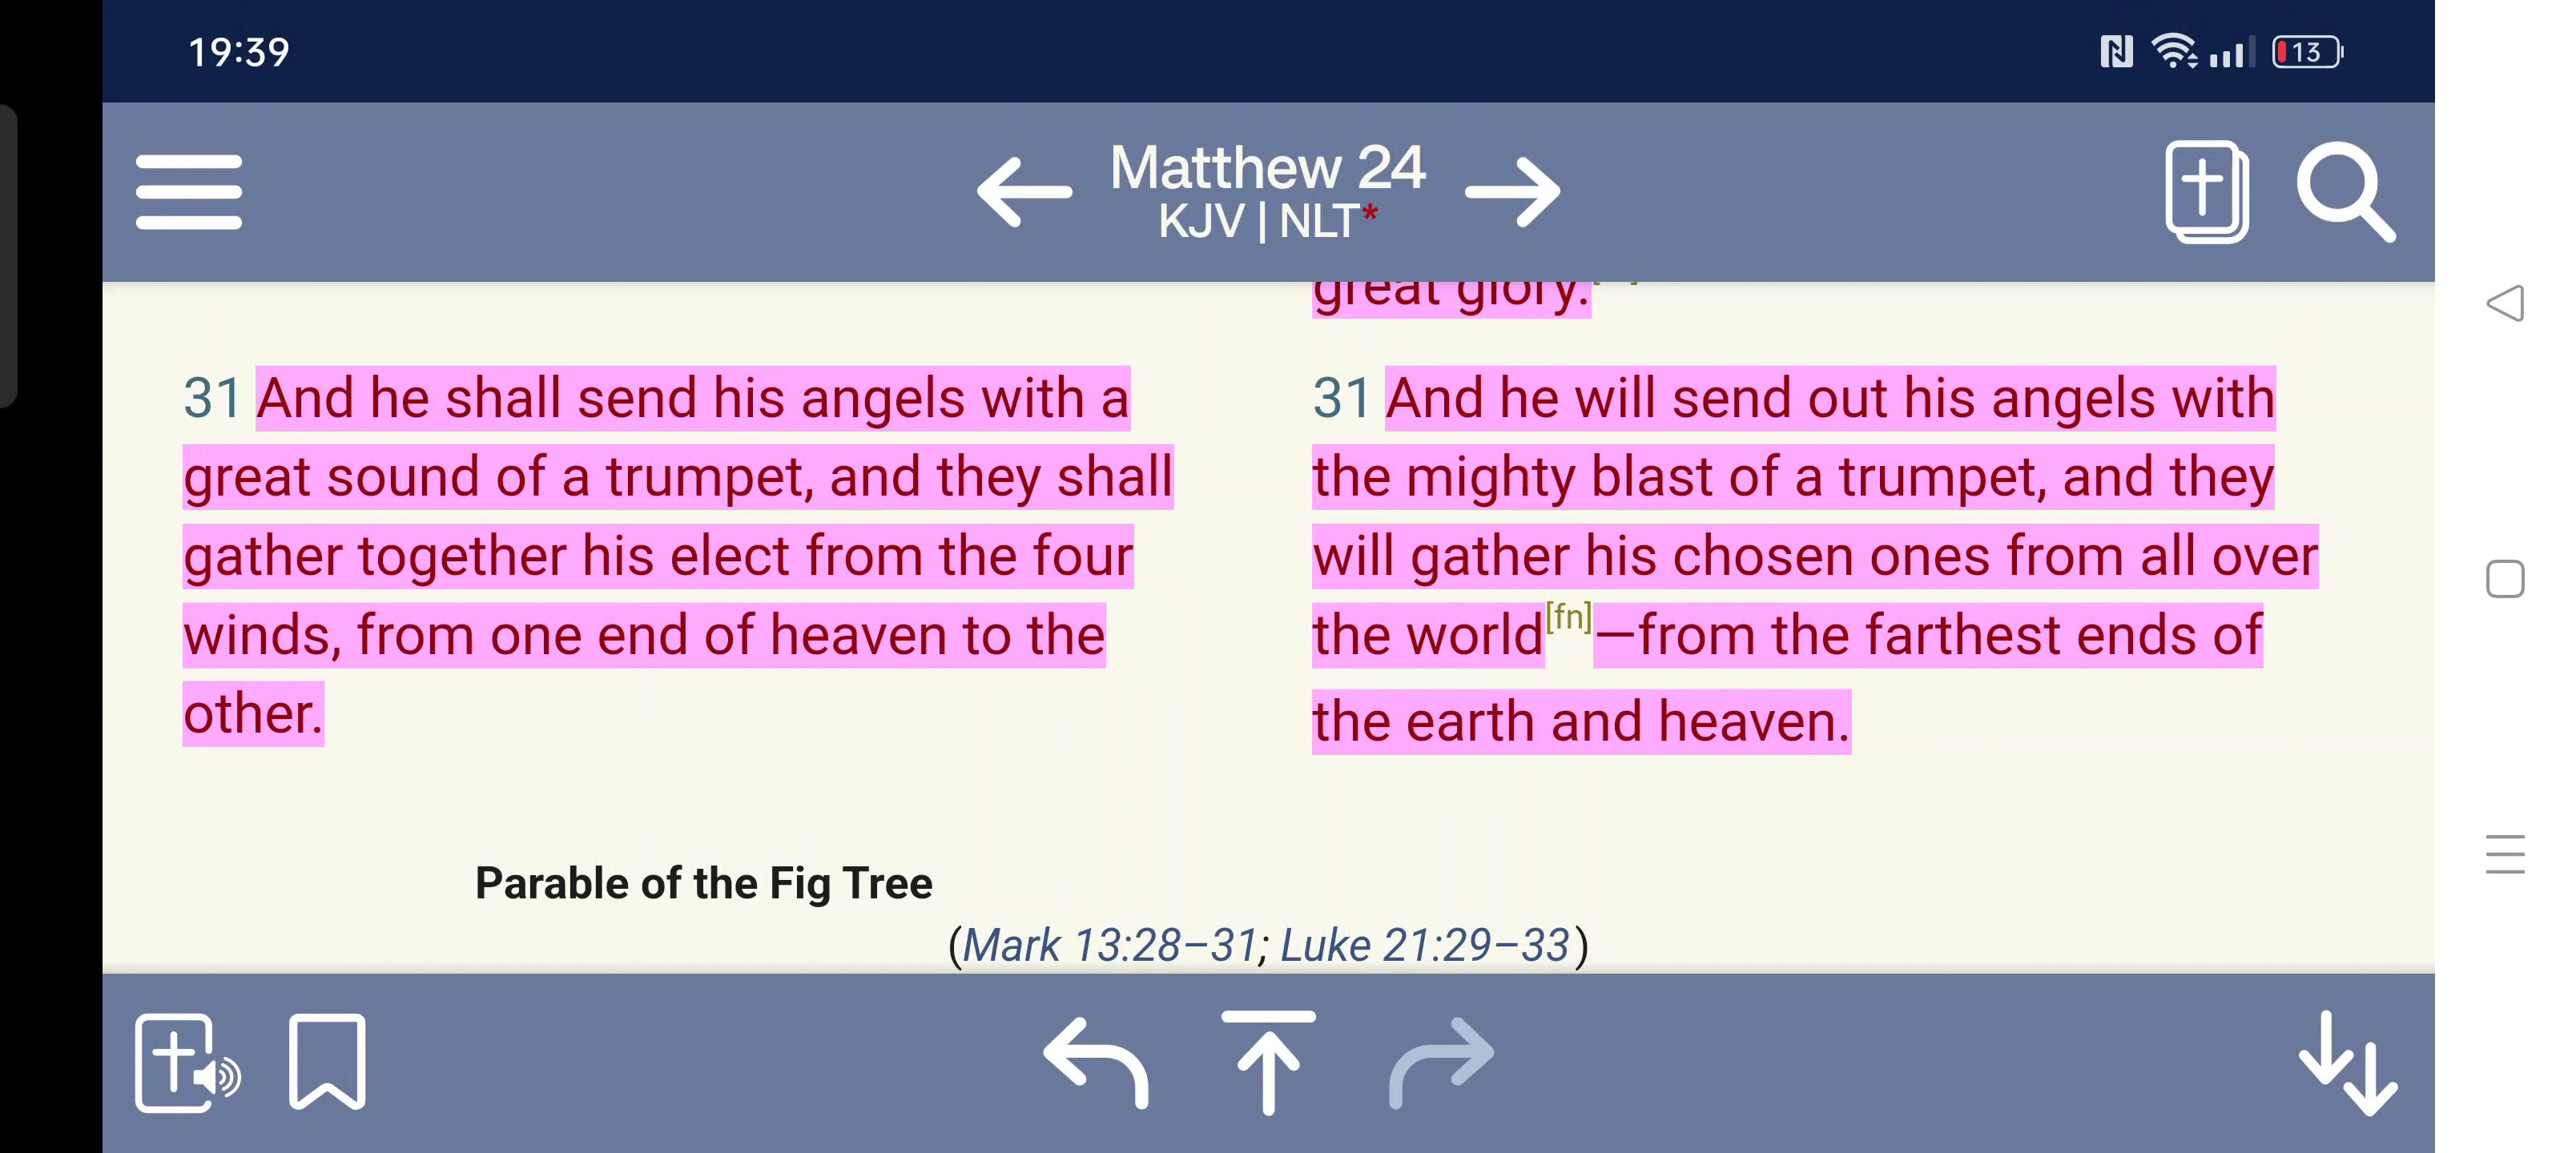 19:39
13
Matthew 24
KJV | NLT*
great glory.
31 And he shall send his angels with a
great sound of a trumpet, and they shall
gather together his elect from the four
winds, from one end of heaven to the
other.
31 And he will send out his angels with
the mighty blast of a trumpet, and they
will gather his chosen ones from all over
the world[fn]—from the farthest ends of
the earth and heaven.
Parable of the Fig Tree
(Mark 13:28–31; Luke 21:29–33)